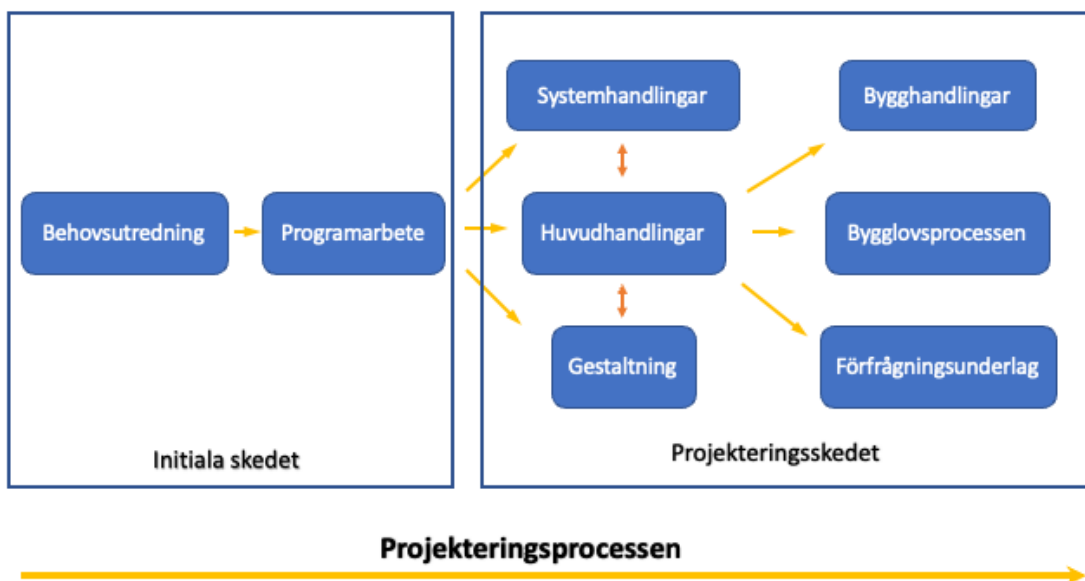 Systemhandlingar
Bygghandlingar
Behovsutredning
Programarbete
Huvudhandlingar
Bygglovsprocessen
Gestaltning
Förfrågningsunderlag
Initiala skedet
Projekteringsskedet
Projekteringsprocessen